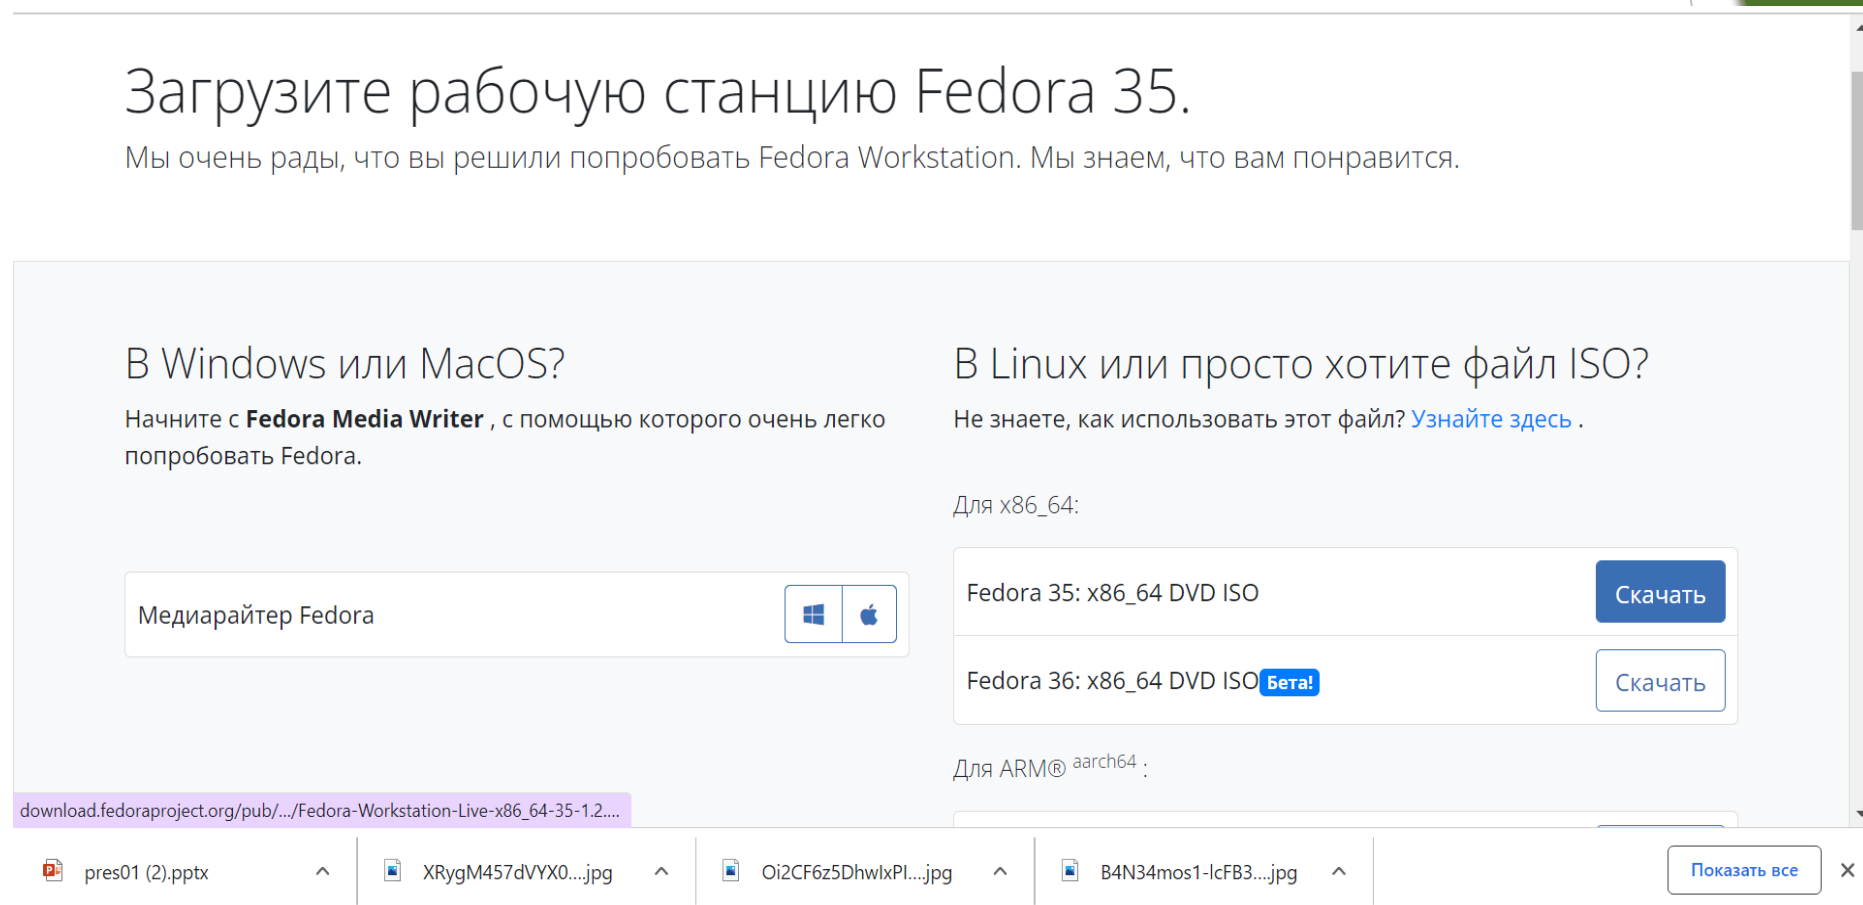 Загрузите рабочую станцию Fedora 35.
Мы очень рады, что вы решили попробовать Fedora Workstation. Мы знаем, что вам понравится.
В Windows или MacOS?
Начните с Fedora Media Writer , с помощью которого очень легко
попробовать Fedora.
Медиарайтер Fedora
В Linux или просто хотите файл ISO?
Не знаете, как использовать этот файл? Узнайте здесь .
Для x86_64:
Fedora 35: x86_64 DVD ISO
Скачать
Fedora 36: x86_64 DVD ISO Бета!
Скачать
Для ARM® aarch64 :
download.fedoraproject.org/pub/.../Fedora-Workstation-Live-x86_64-35-1.2....
pres01 (2).pptx
XRygM457dVYX0....jpg
Oi2CF6z5DhwIxPI....jpg
B4N34mos1-lcFB3....jpg
Показать все